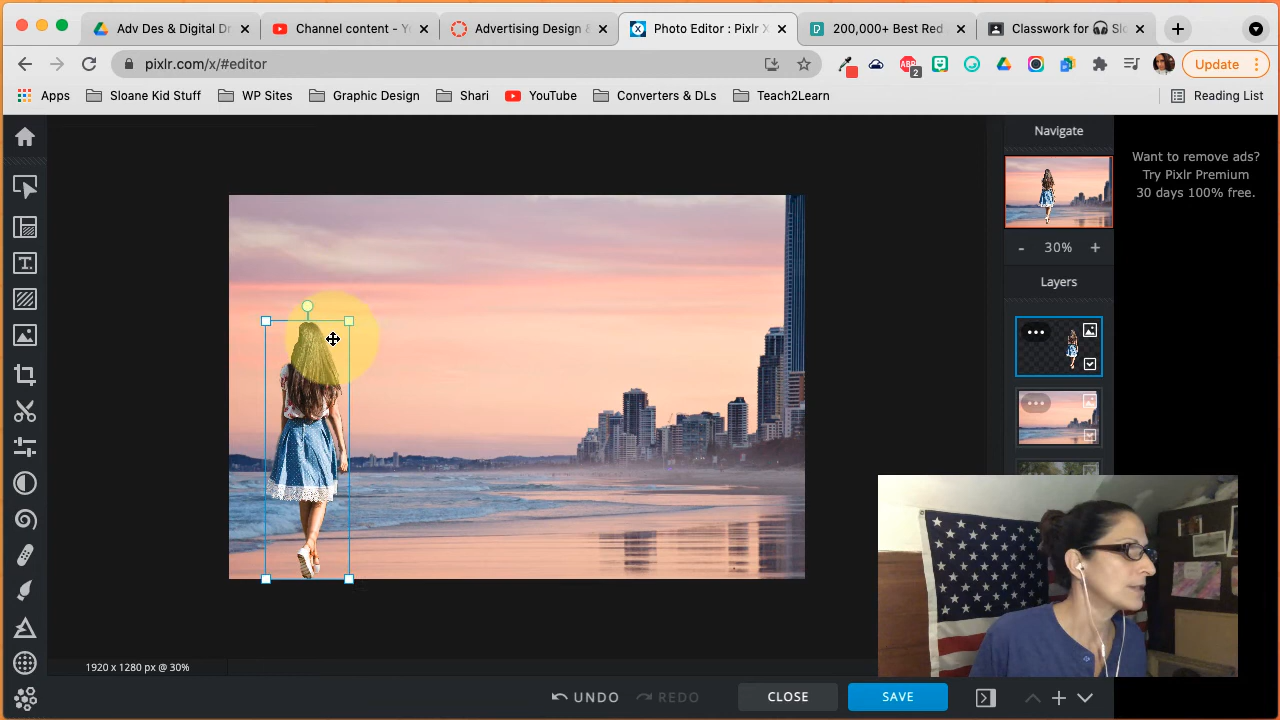 Adv Des & Digital Dr
Channel content - Y
Advertising Design &
Photo Editor : Pixlr X
200,000+ Best Red
Classwork for 🎧 Slo
pixlr.com/x/#editor
ABP
2
Update
Apps
Sloane Kid Stuff
WP Sites
Graphic Design
Shari
YouTube
Converters & DLs
Teach2Learn
Reading List
Navigate
Want to remove ads?
Try Pixlr Premium
30 days 100% free.
- 30% +
Layers
T.
1920 x 1280 px @ 30%
UNDO
REDO
CLOSE
SAVE